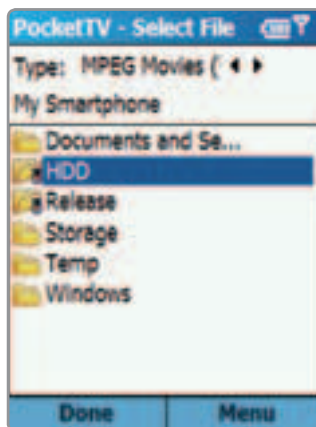 PocketTV - Select File
Type: MPEG Movies (
My Smartphone
Documents and Se...
HDD
Release
Storage
Temp
Windows
Done Menu